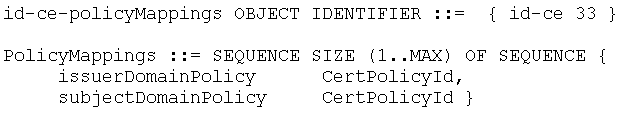 id-ce-policyMappings OBJECT IDENTIFIER ::=  { id-ce 33 }
PolicyMappings ::= SEQUENCE SIZE (1..MAX) OF SEQUENCE {
issuerDomainPolicy      CertPolicyId,
subjectDomainPolicy     CertPolicyId }